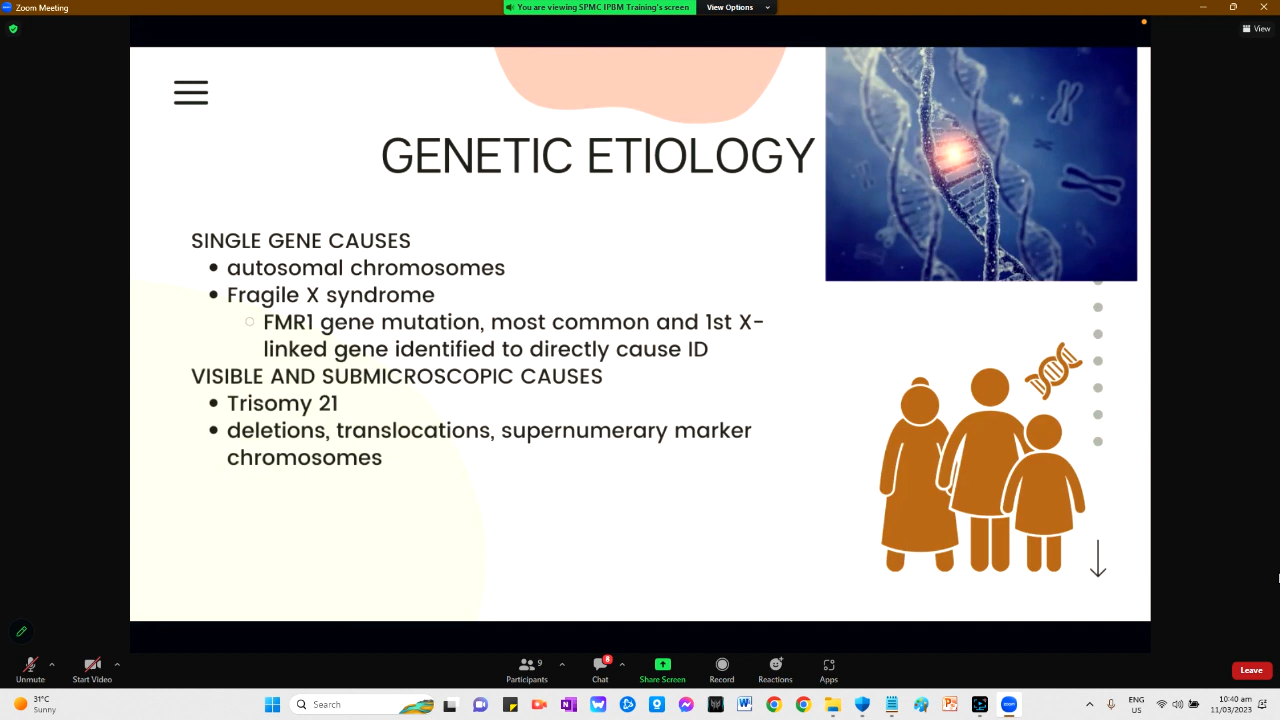 Zoom Meeting
You are viewing SPMC IPBM Training's screen
View Options
View
GENETIC ETIOLOGY
SINGLE GENE CAUSES
autosomal chromosomes
Fragile X syndrome
FMR1 gene mutation, most common and 1st X-
linked gene identified to directly cause ID
VISIBLE AND SUBMICROSCOPIC CAUSES
Trisomy 21
deletions, translocations, supernumerary marker
chromosomes
9
8
Unmute
Start Video
Participants
Chat
Share Screen
Record
Reactions
Apps
Leave
31°C
Sunny
Search
ENG
9:59 AM
11/03/2023